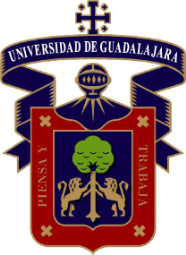 UNIVERSIDAD DE GUADALAJARA
PIENSA Y
TRABAJA